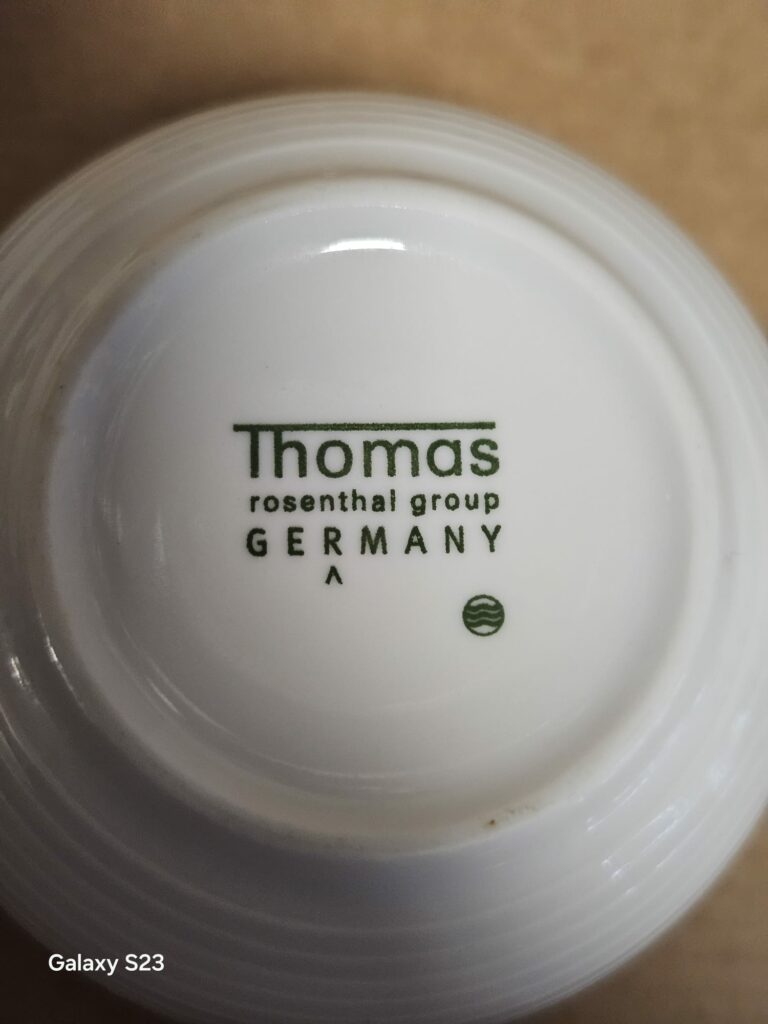 Thomas
rosenthal group
GERMANY
Galaxy S23